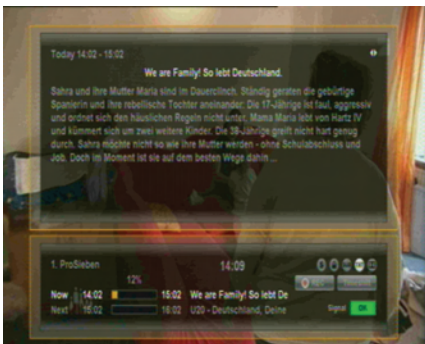 Today 14:02 - 15:02
We are Family! So lebt Deutschland.
Sahra und ihre Mutter Maria sind im Dauerclinch. Ständig geraten die gebürtige
Spanierin und ihre rebellische Tochter aneinander: Die 17-Jährige ist faul, aggressiv
und ordnet sich den häuslichen Regeln nicht unter. Mama Maria lebt von Hartz IV
und kümmert sich um zwei weitere Kinder. Die 38-Jährige greift nicht hart genug
durch. Sahra möchte nicht so wie ihre Mutter werden - ohne Schulabschluss und
Job. Doch im Moment ist sie auf dem besten Wege dahin ...
1. ProSieben 14:09
12%
Now 14:02 15:02 We are Family! So lebt De
Next 15:02 16:02 U20 - Deutschland, Deine
Signal OK